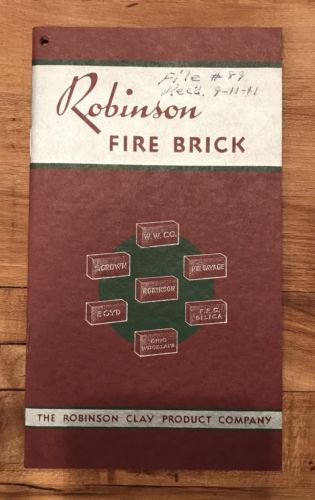 File #89
Rec'd. 9-11-41
Robinson
FIRE BRICK
W.W. CO.
CROWN
SAVAGE
ROBINSON
BOYD
SILICA
OHIO
WOODLAND
THE ROBINSON CLAY PRODUCT COMPANY